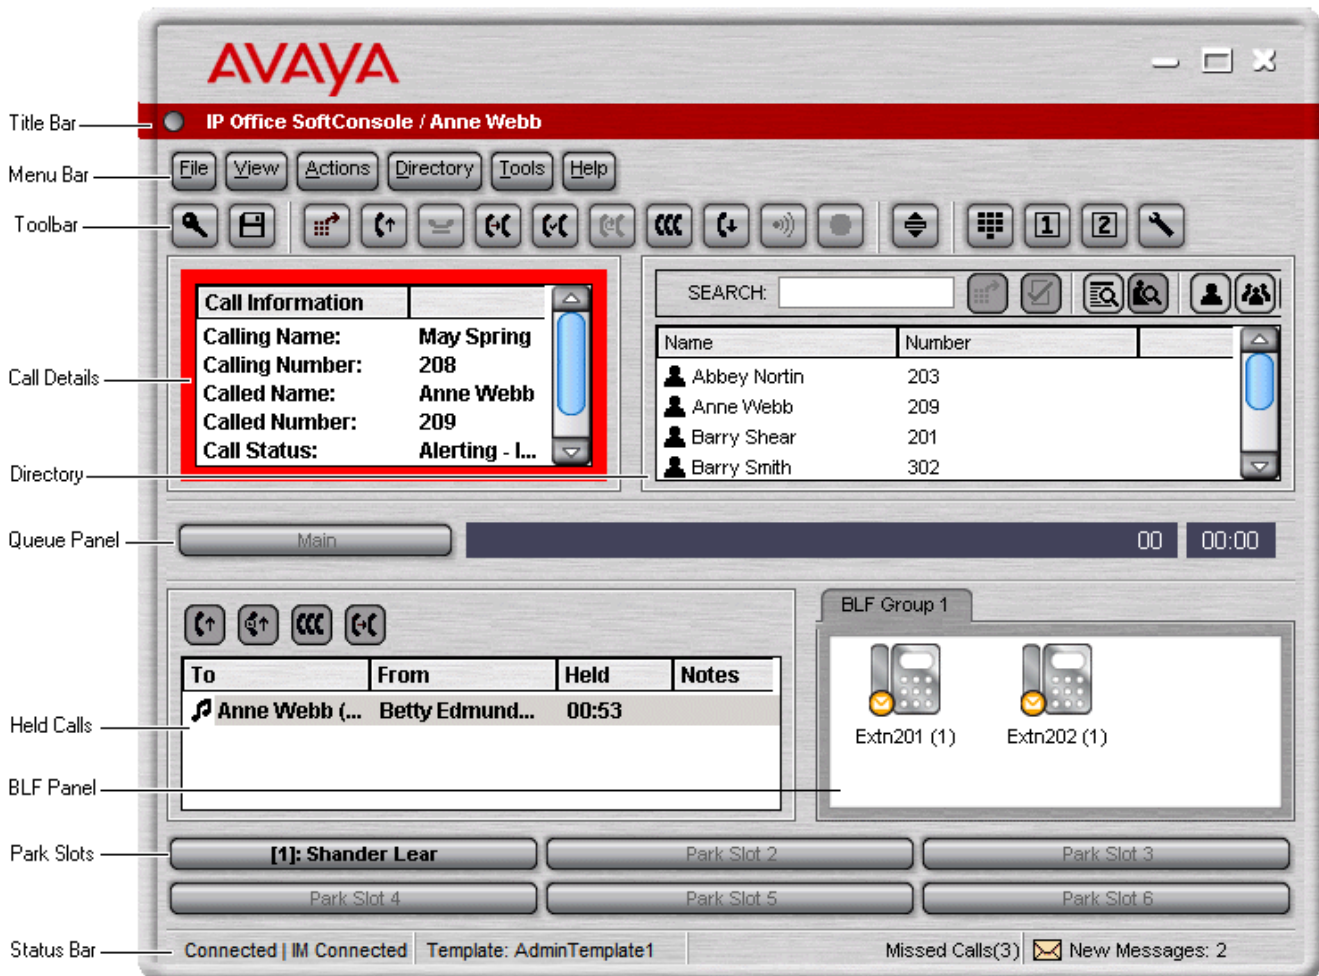 AVAYA
Title Bar
IP Office SoftConsole / Anne Webb
Menu Bar
File View Actions Directory Tools Help
Toolbar
1 2
Call Details
Call Information
Calling Name: May Spring
Calling Number: 208
Called Name: Anne Webb
Called Number: 209
Call Status: Alerting - I...
Directory
SEARCH:
Name Number
Abbey Nortin 203
Anne Webb 209
Barry Shear 201
Barry Smith 302
Queue Panel
Main 00 00:00
Held Calls
To From Held Notes
Anne Webb (... Betty Edmund... 00:53
BLF Panel
BLF Group 1
Extn201 (1) Extn202 (1)
Park Slots
[1]: Shander Lear Park Slot 2 Park Slot 3
Park Slot 4 Park Slot 5 Park Slot 6
Status Bar
Connected | IM Connected Template: AdminTemplate1 Missed Calls(3) New Messages: 2